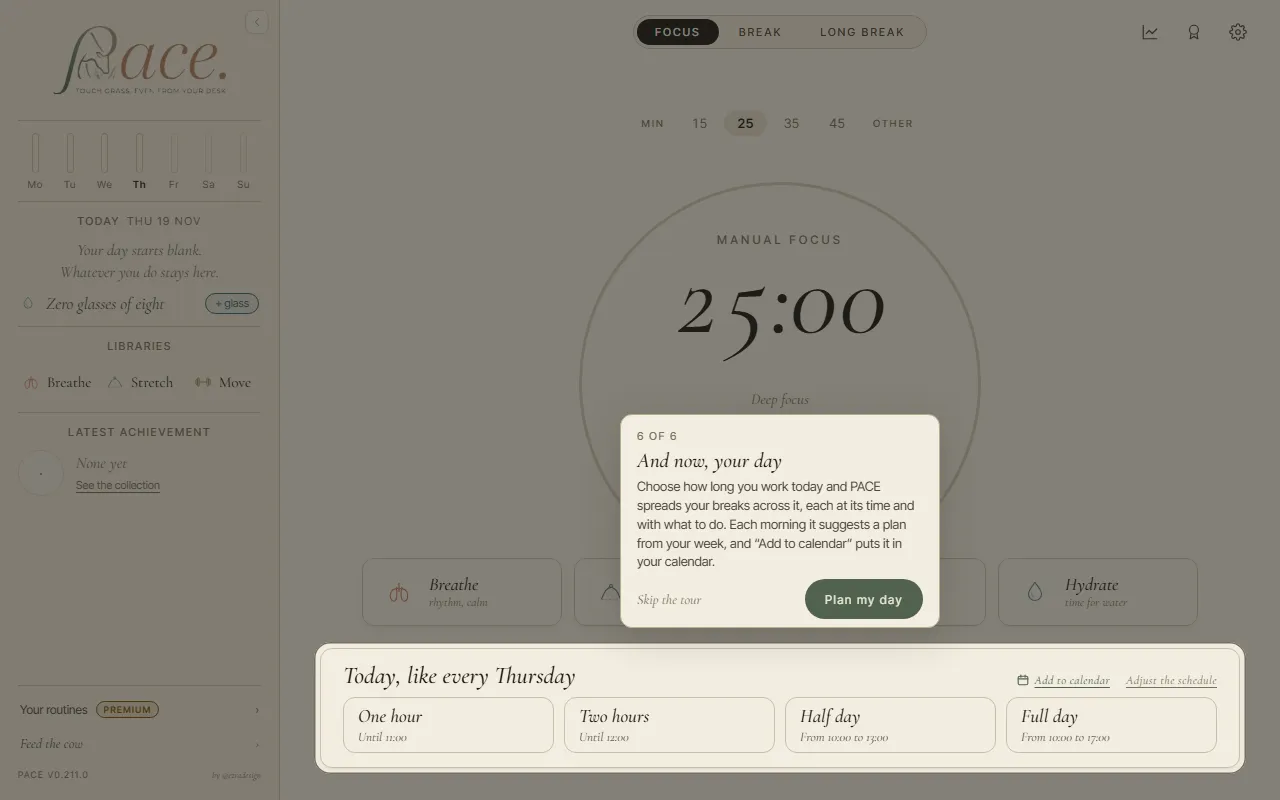 Pace.
TOUCH GRASS. EVEN FROM YOUR DESK.
Mo Tu We Th Fr Sa Su
TODAY THU 19 NOV
Your day starts blank.
Whatever you do stays here.
Zero glasses of eight
+ glass
LIBRARIES
Breathe Stretch Move
LATEST ACHIEVEMENT
None yet
See the collection
Your routines PREMIUM
Feed the cow
PACE V0.211.0
FOCUS BREAK LONG BREAK
MIN 15 25 35 45 OTHER
MANUAL FOCUS
25:00
Deep focus
6 OF 6
And now, your day
Choose how long you work today and PACE
spreads your breaks across it, each at its time and
with what to do. Each morning it suggests a plan
from your week, and “Add to calendar” puts it in
your calendar.
Skip the tour
Plan my day
Breathe
rhythm, calm
Hydrate
time for water
Today, like every Thursday
Add to calendar
Adjust the schedule
One hour
Until 11:00
Two hours
Until 12:00
Half day
From 10:00 to 13:00
Full day
From 10:00 to 17:00